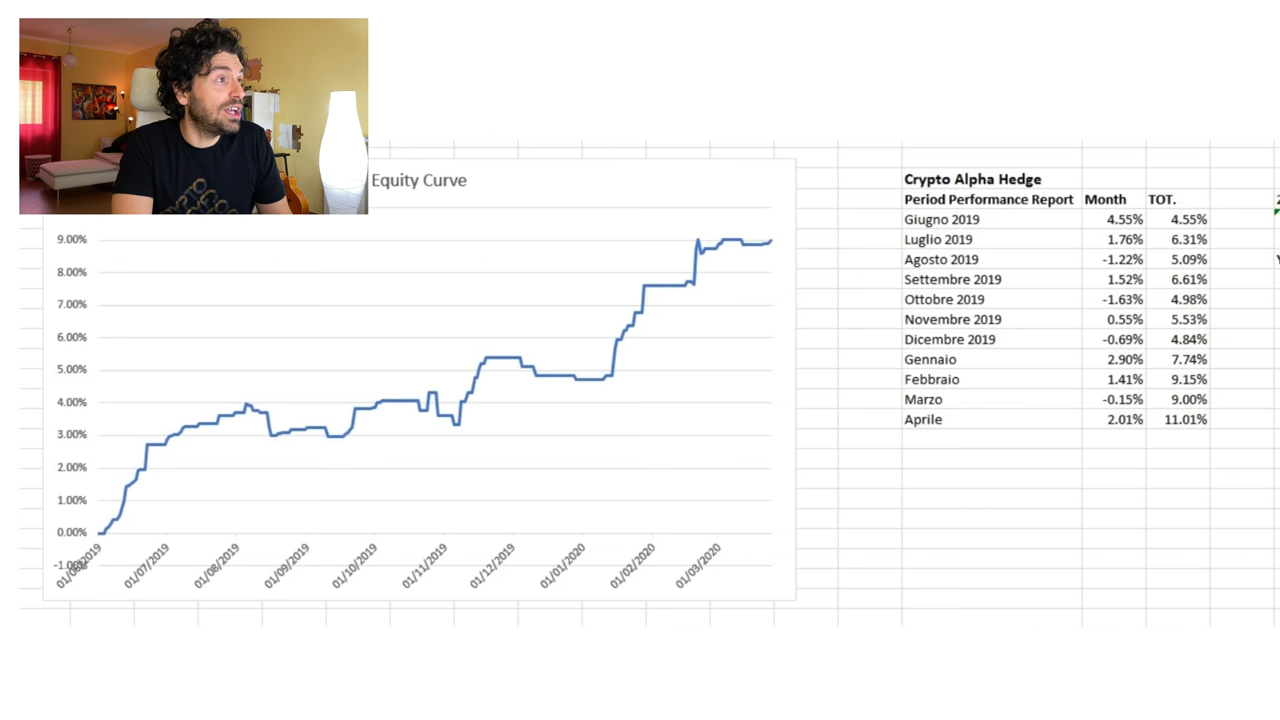 Equity Curve
9.00%
8.00%
7.00%
6.00%
5.00%
4.00%
3.00%
2.00%
1.00%
0.00%
01/07/2019
01/08/2019
01/09/2019
01/10/2019
01/11/2019
01/12/2019
01/01/2020
01/02/2020
01/03/2020
Crypto Alpha Hedge
Period Performance Report Month TOT.
Giugno 2019 4.55% 4.55%
Luglio 2019 1.76% 6.31%
Agosto 2019 -1.22% 5.09%
Settembre 2019 1.52% 6.61%
Ottobre 2019 -1.63% 4.98%
Novembre 2019 0.55% 5.53%
Dicembre 2019 -0.69% 4.84%
Gennaio 2.90% 7.74%
Febbraio 1.41% 9.15%
Marzo -0.15% 9.00%
Aprile 2.01% 11.01%